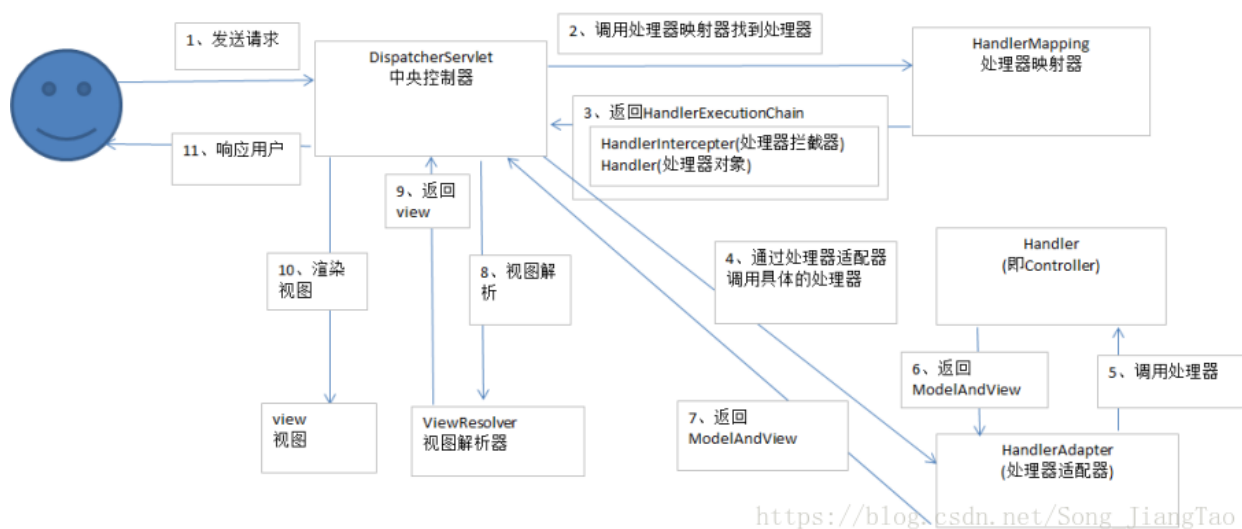 1、发送请求
DispatcherServlet
中央控制器
2、调用处理器映射器找到处理器
HandlerMapping
处理器映射器
3、返回HandlerExecutionChain
HandlerIntercepter(处理器拦截器)
Handler(处理器对象)
11、响应用户
9、返回
view
10、渲染
视图
8、视图解
析
4、通过处理器适配器
调用具体的处理器
Handler
(即Controller)
6、返回
ModelAndView
5、调用处理器
view
视图
ViewResolver
视图解析器
7、返回
ModelAndView
HandlerAdapter
(处理器适配器)
https://blog.csdn.net/Song_JiangTao